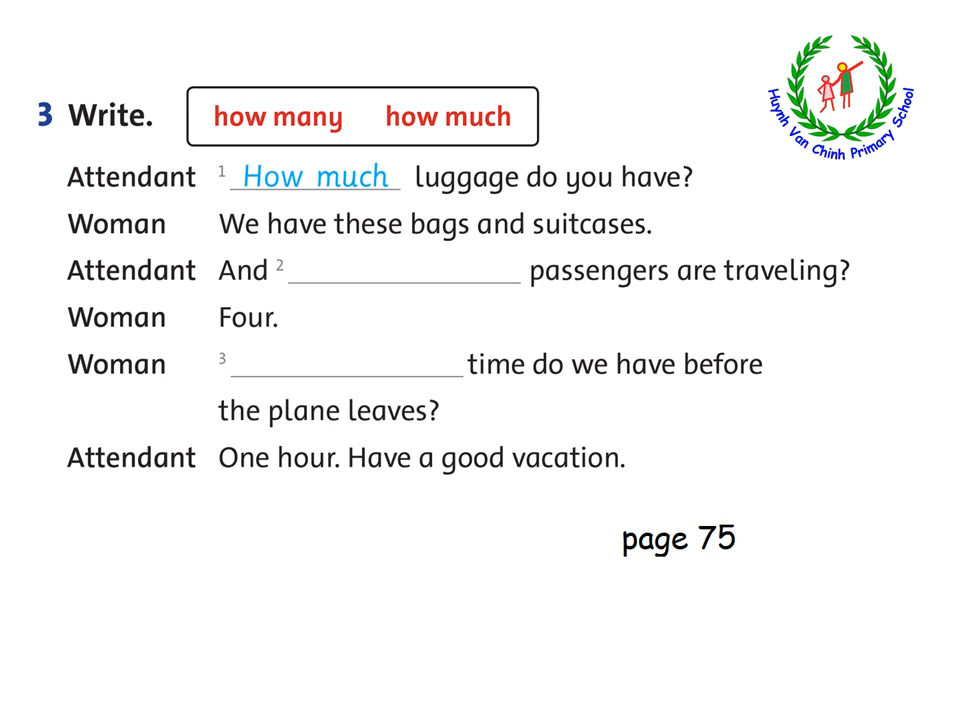 3 Write. how many how much
Huynh Van Chinh Primary School
Attendant 1 How much luggage do you have?
Woman We have these bags and suitcases.
Attendant And 2 ____ passengers are traveling?
Woman Four.
Woman 3 ____ time do we have before
the plane leaves?
Attendant One hour. Have a good vacation.
page 75